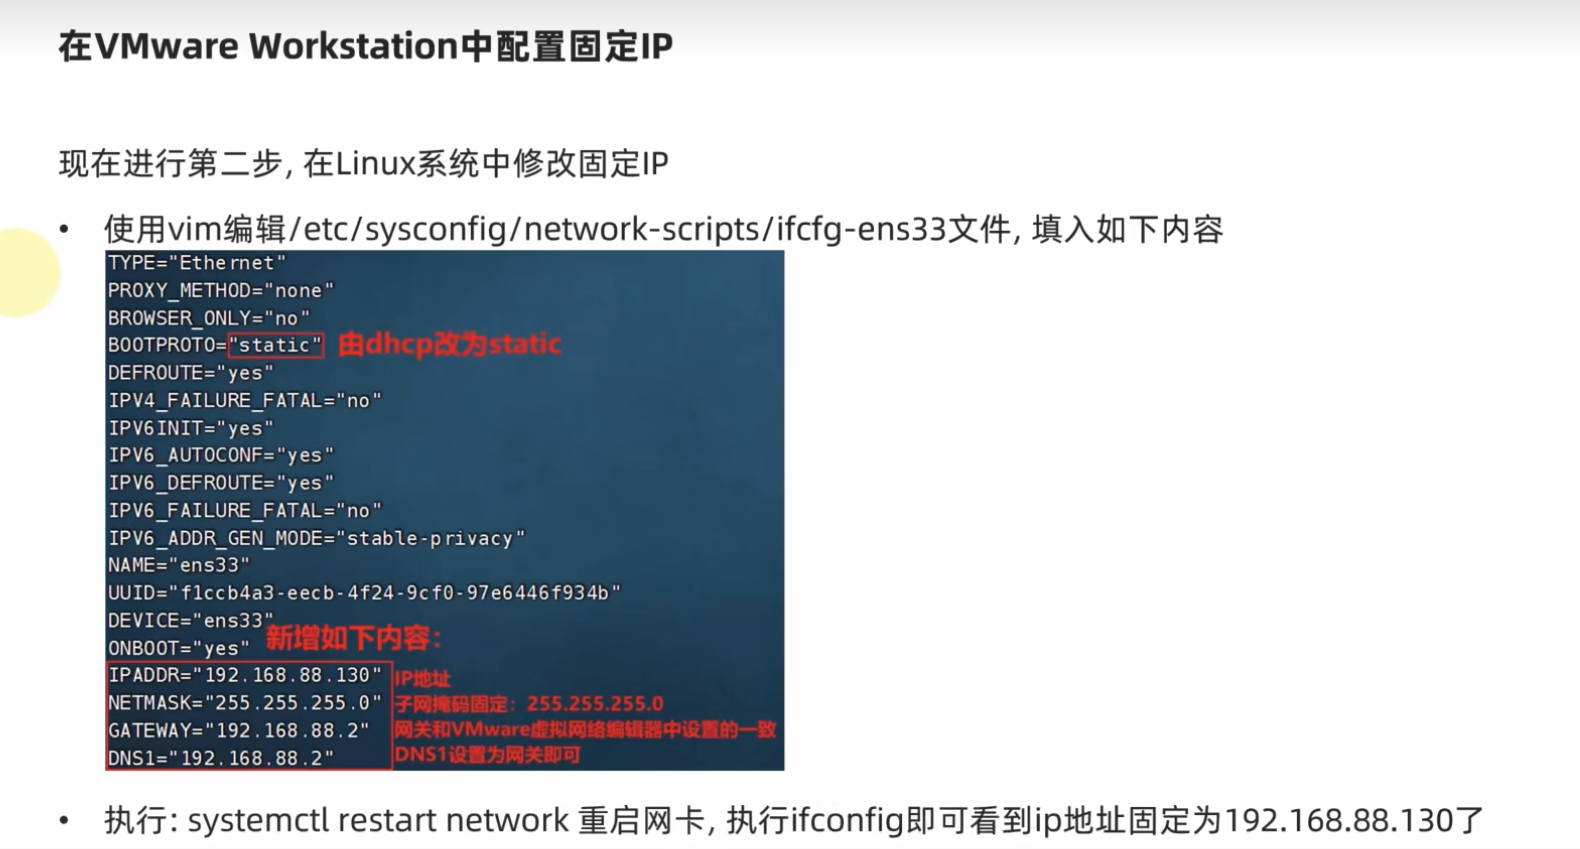 在VMware Workstation中配置固定IP
现在进行第二步, 在Linux系统中修改固定IP
• 使用vim编辑/etc/sysconfig/network-scripts/ifcfg-ens33文件, 填入如下内容
TYPE="Ethernet"
PROXY_METHOD="none"
BROWSER_ONLY="no"
BOOTPROTO="static" 由dhcp改为static
DEFROUTE="yes"
IPV4_FAILURE_FATAL="no"
IPV6INIT="yes"
IPV6_AUTOCONF="yes"
IPV6_DEFROUTE="yes"
IPV6_FAILURE_FATAL="no"
IPV6_ADDR_GEN_MODE="stable-privacy"
NAME="ens33"
UUID="f1ccb4a3-eecb-4f24-9cf0-97e6446f934b"
DEVICE="ens33"
ONBOOT="yes" 新增如下内容：
IPADDR="192.168.88.130" IP地址
NETMASK="255.255.255.0" 子网掩码固定：255.255.255.0
GATEWAY="192.168.88.2" 网关和VMware虚拟网络编辑器中设置的一致
DNS1="192.168.88.2" DNS1设置为网关即可
• 执行: systemctl restart network 重启网卡, 执行ifconfig即可看到ip地址固定为192.168.88.130了